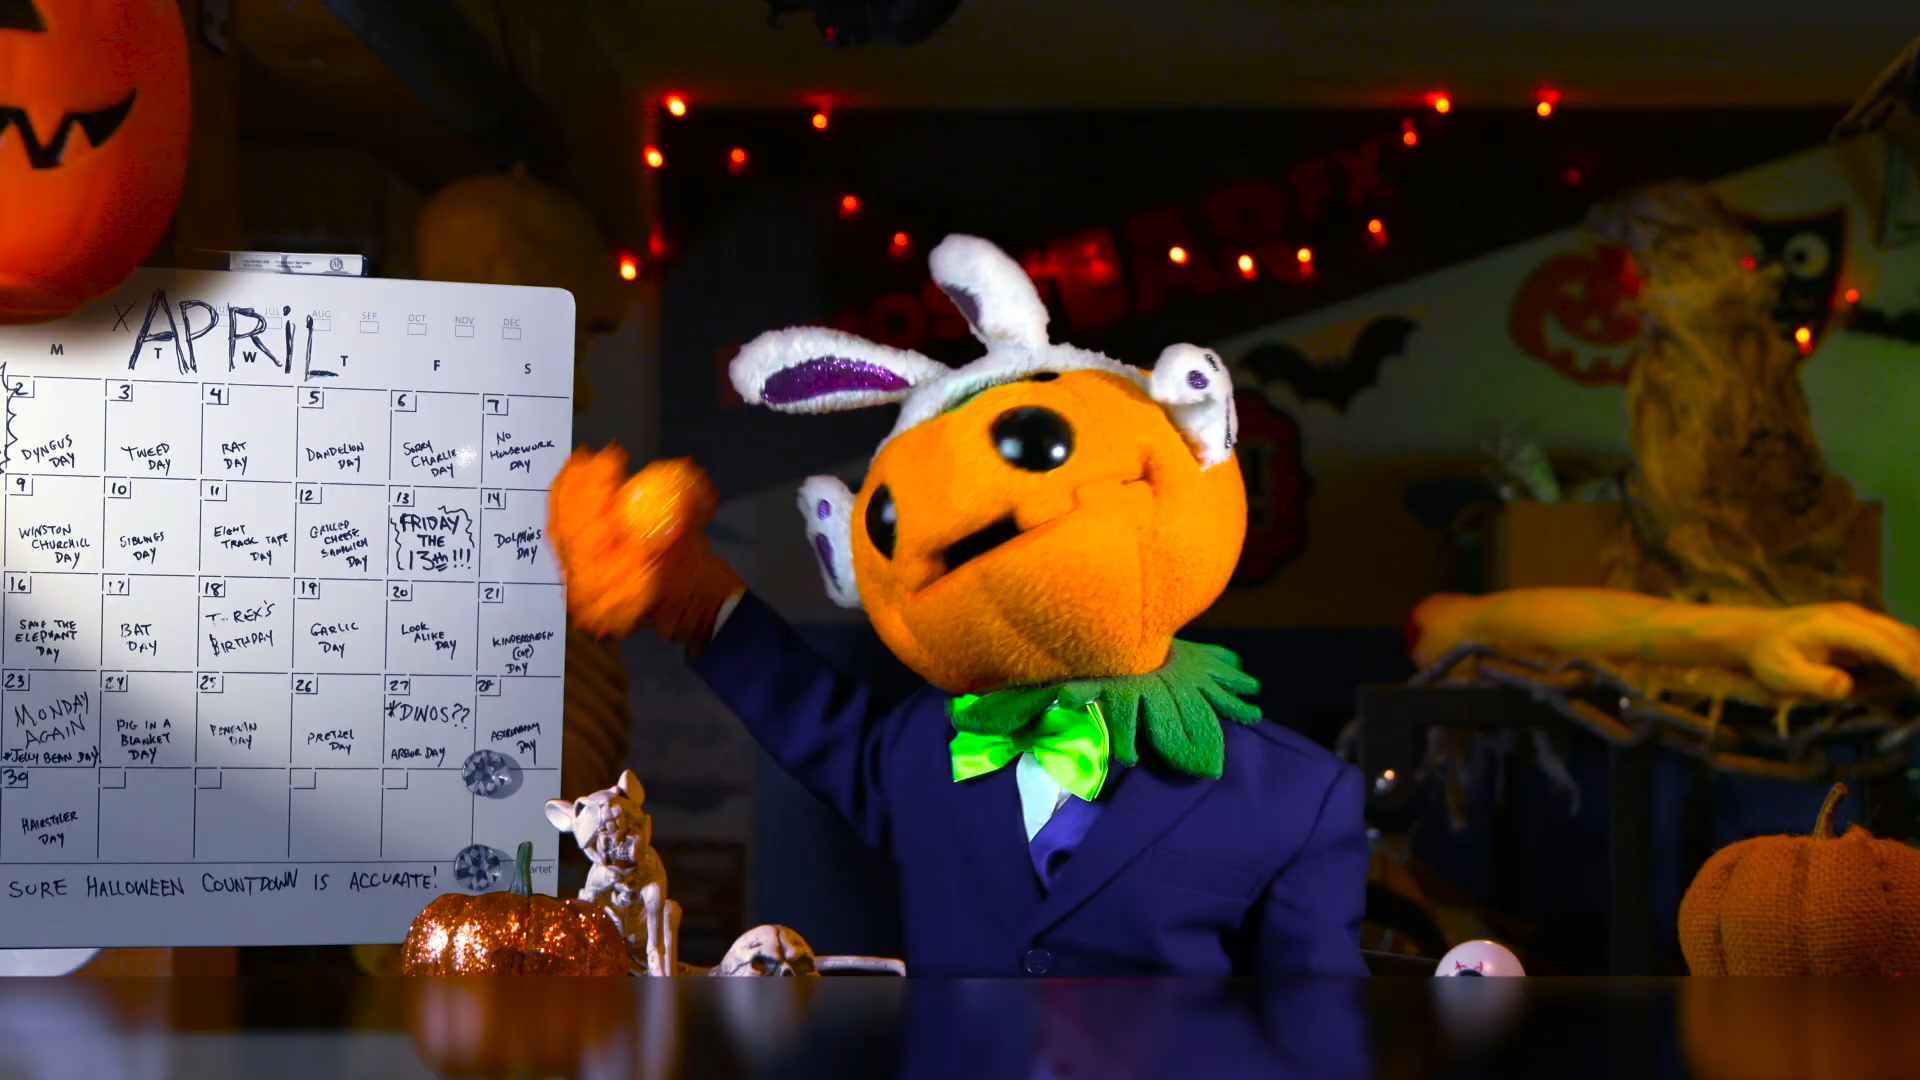 X APRIL
JUL AUG SEP OCT NOV DEC
M T W T F S
2 3 4 5 6 7
DYNGUS
DAY
TWEED
DAY
RAT
DAY
DANDELION
DAY
SORRY
CHARLIE
DAY
NO
HOUSEWORK
DAY
9 10 11 12 13 14
WINSTON
CHURCHILL
DAY
SIBLINGS
DAY
EIGHT
TRACK TAPE
DAY
GRILLED
CHEESE
SANDWICH
DAY
FRIDAY
THE
13th!!!
DOLPHINS
DAY
16 17 18 19 20 21
SAVE THE
ELEPHANT
DAY
BAT
DAY
T-REX'S
BIRTHDAY
GARLIC
DAY
LOOK
ALIKE
DAY
KINDERGARDEN
(COP)
DAY
23 24 25 26 27 28
MONDAY
AGAIN
*JELLY BEAN DAY
PIG IN A
BLANKET
DAY
PENGUIN
DAY
PRETZEL
DAY
*DINOS??
ARBOR DAY
ASTRONOMY
DAY
30
HAIRSTYLER
DAY
SURE HALLOWEEN COUNTDOWN IS ACCURATE!
artet